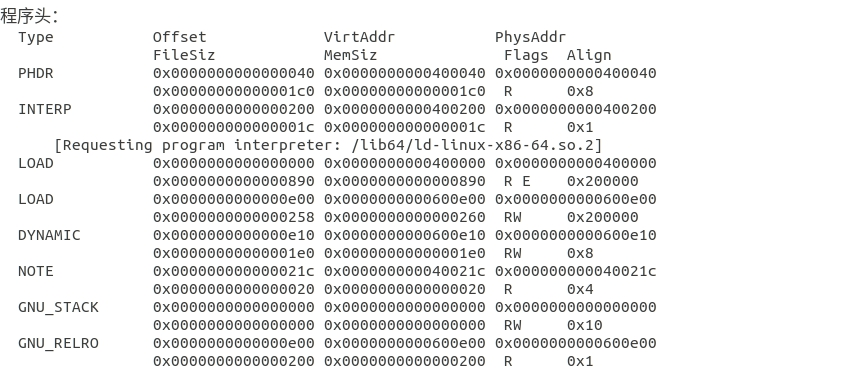 程序头：
  Type           Offset             VirtAddr           PhysAddr
                 FileSiz            MemSiz              Flags  Align
  PHDR           0x0000000000000040 0x0000000000400040 0x0000000000400040
                 0x00000000000001c0 0x00000000000001c0  R      0x8
  INTERP         0x0000000000000200 0x0000000000400200 0x0000000000400200
                 0x000000000000001c 0x000000000000001c  R      0x1
      [Requesting program interpreter: /lib64/ld-linux-x86-64.so.2]
  LOAD           0x0000000000000000 0x0000000000400000 0x0000000000400000
                 0x0000000000000890 0x0000000000000890  R E    0x200000
  LOAD           0x0000000000000e00 0x0000000000600e00 0x0000000000600e00
                 0x0000000000000258 0x0000000000000260  RW     0x200000
  DYNAMIC        0x0000000000000e10 0x0000000000600e10 0x0000000000600e10
                 0x00000000000001e0 0x00000000000001e0  RW     0x8
  NOTE           0x000000000000021c 0x000000000040021c 0x000000000040021c
                 0x0000000000000020 0x0000000000000020  R      0x4
  GNU_STACK      0x0000000000000000 0x0000000000000000 0x0000000000000000
                 0x0000000000000000 0x0000000000000000  RW     0x10
  GNU_RELRO      0x0000000000000e00 0x0000000000600e00 0x0000000000600e00
                 0x0000000000000200 0x0000000000000200  R      0x1